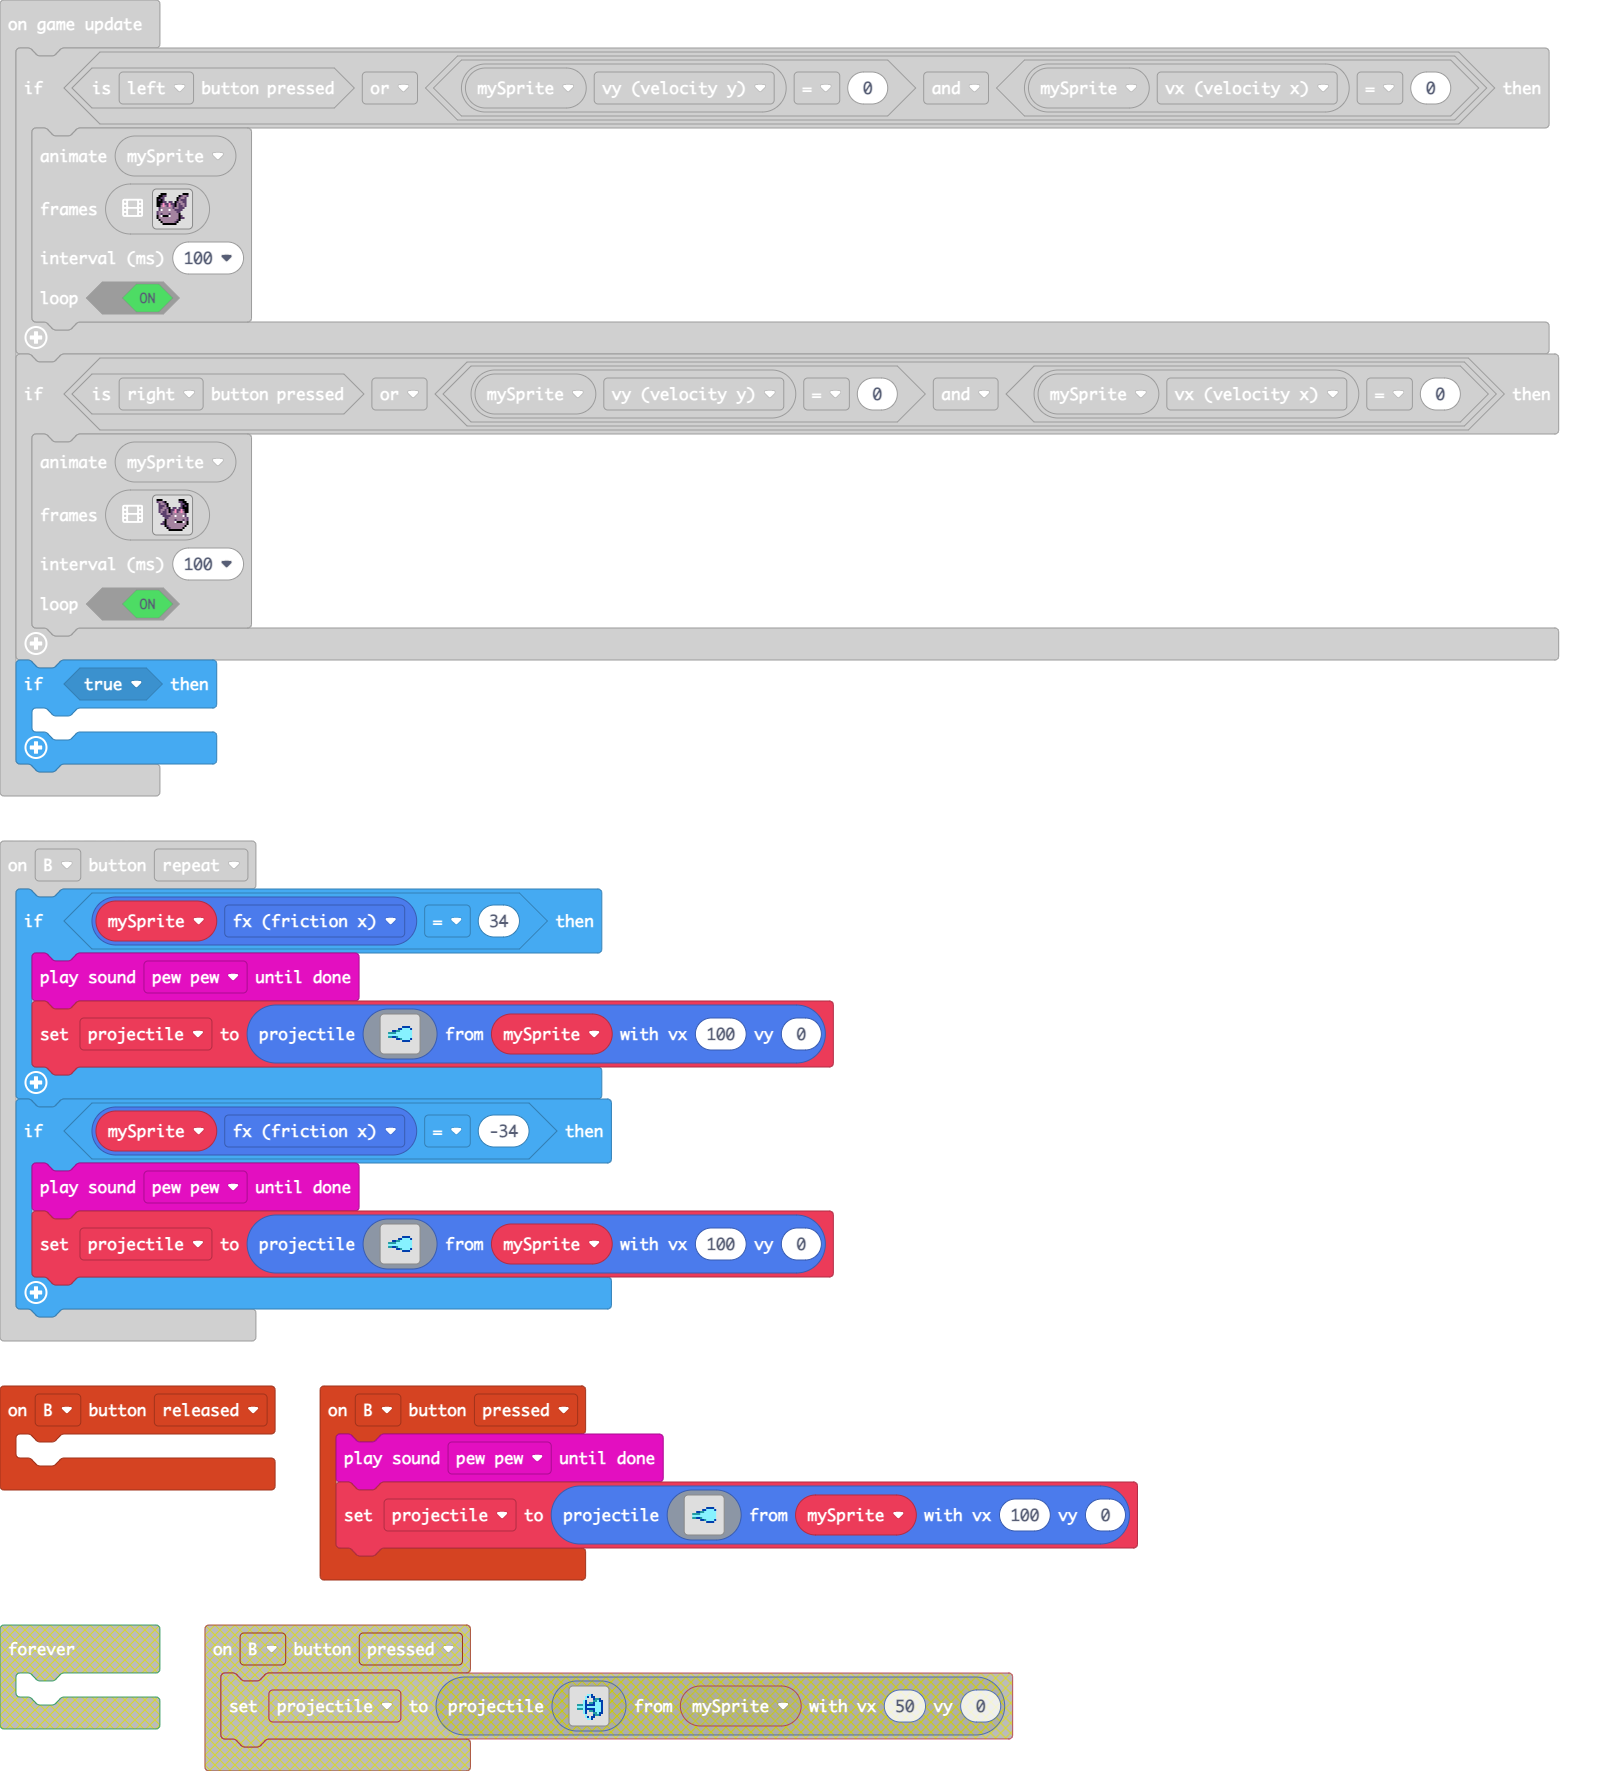 on game update
if is left button pressed or mySprite vy (velocity y) = 0 and mySprite vx (velocity x) = 0 then
animate mySprite
frames
interval (ms) 100
loop ON
if is right button pressed or mySprite vy (velocity y) = 0 and mySprite vx (velocity x) = 0 then
animate mySprite
frames
interval (ms) 100
loop ON
if true then
on B button repeat
if mySprite fx (friction x) = 34 then
play sound pew pew until done
set projectile to projectile from mySprite with vx 100 vy 0
if mySprite fx (friction x) = -34 then
play sound pew pew until done
set projectile to projectile from mySprite with vx 100 vy 0
on B button released
on B button pressed
play sound pew pew until done
set projectile to projectile from mySprite with vx 100 vy 0
forever
on B button pressed
set projectile to projectile from mySprite with vx 50 vy 0